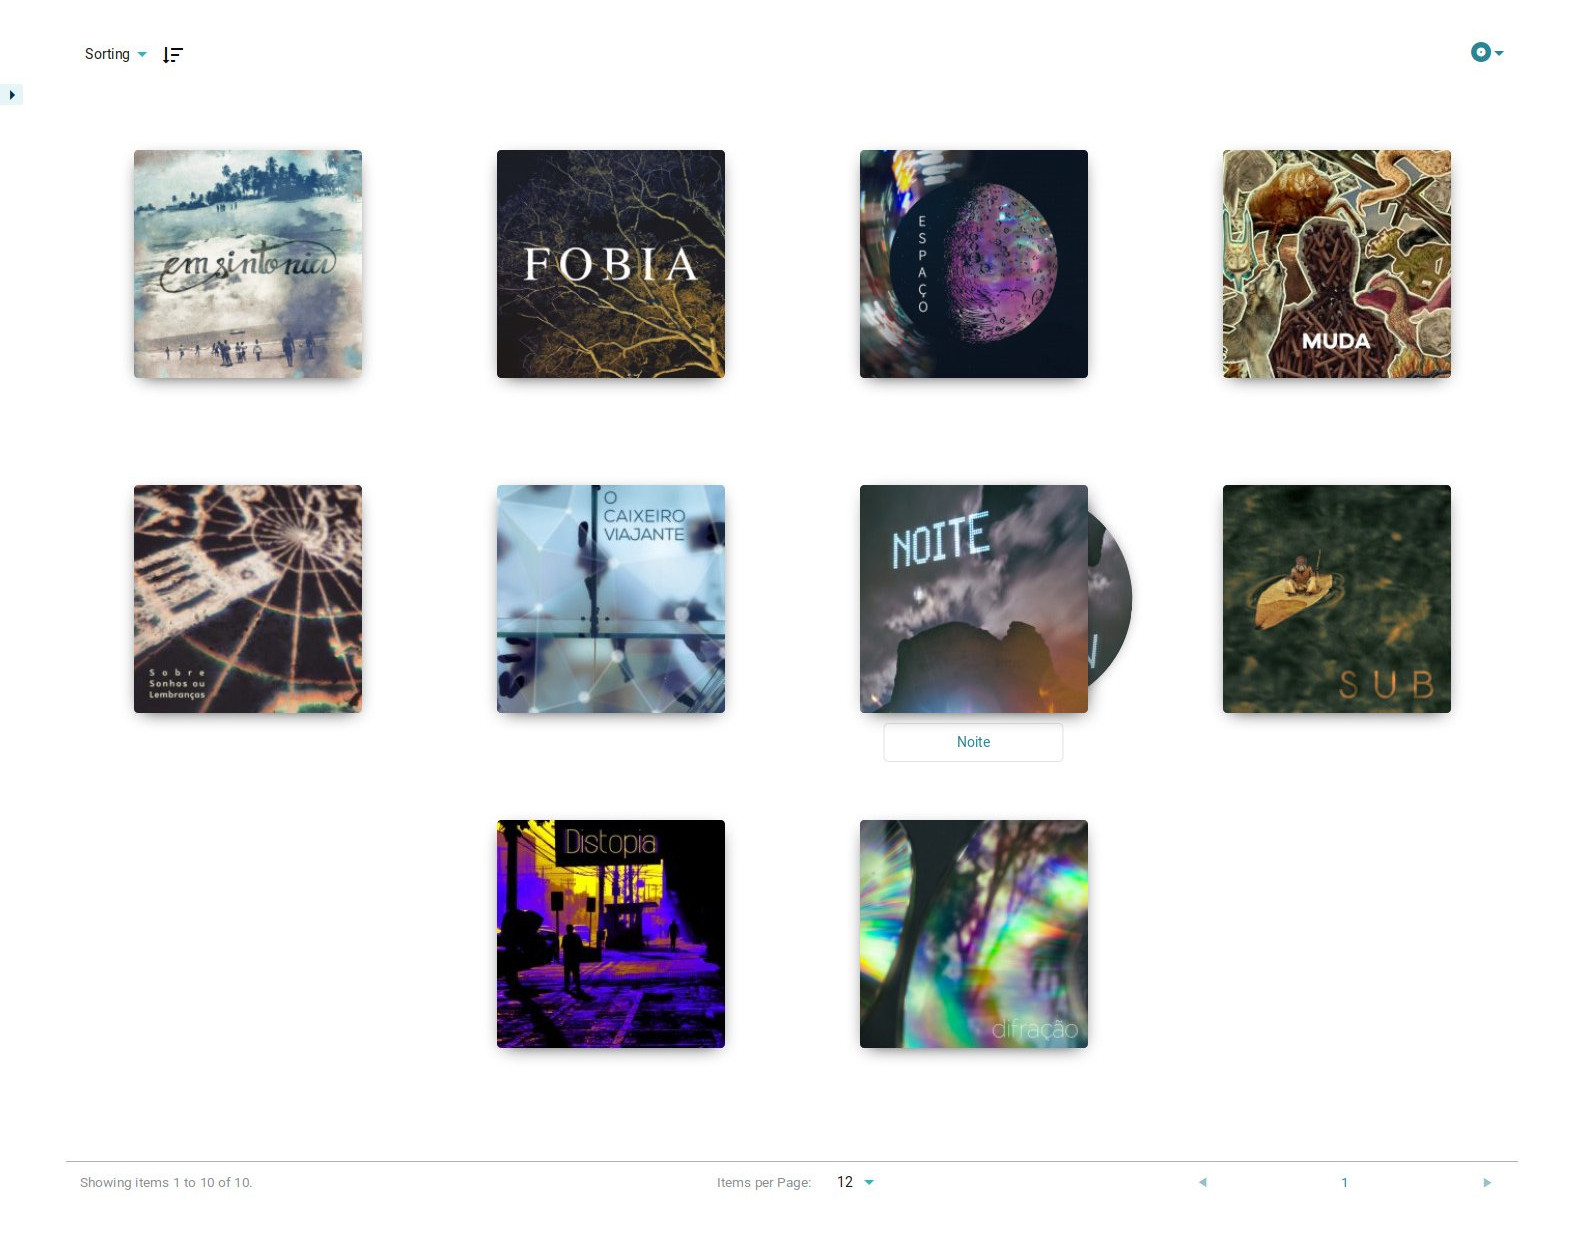 Sorting
em sintonia
FOBIA
ESPAÇO
MUDA
Sobre
Sonhos ou
Lembranças
O
CAIXEIRO
VIAJANTE
NOITE
SUB
Noite
Distopia
difração
Showing items 1 to 10 of 10.
Items per Page: 12
1